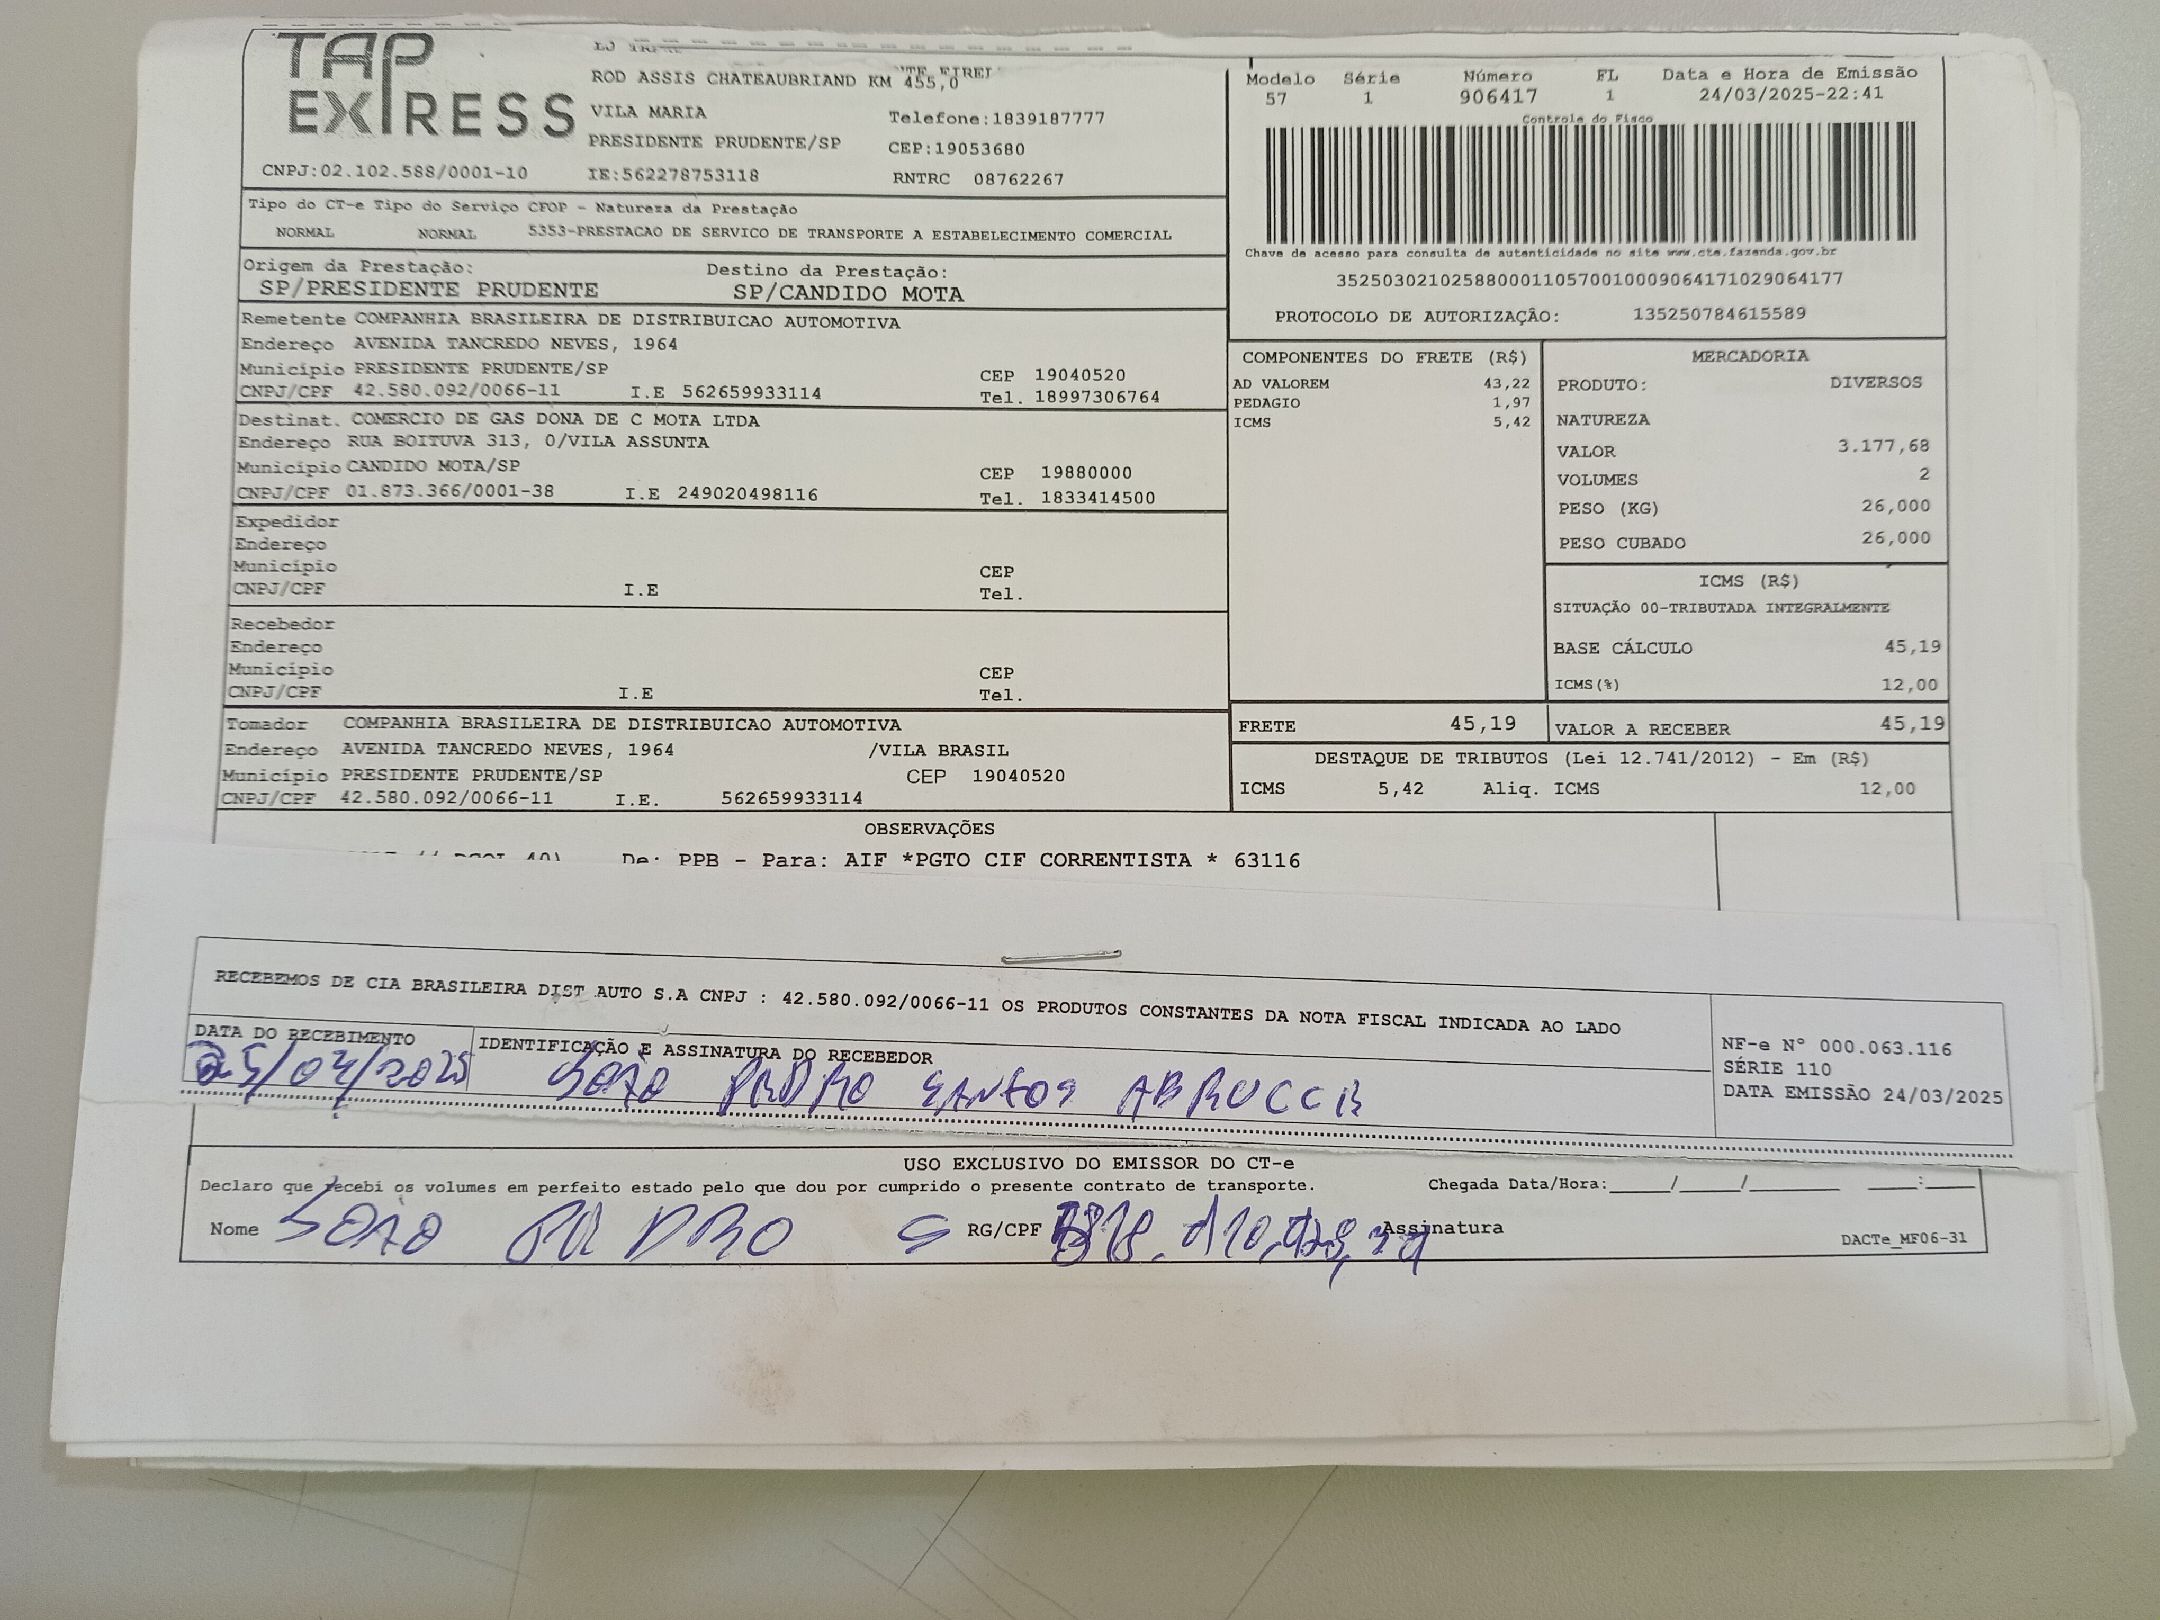 TAP
EXPRESS
ROD ASSIS CHATEAUBRIAND KM 455,0
VILA MARIA
Telefone:1839187777
PRESIDENTE PRUDENTE/SP
CEP:19053680
CNPJ:02.102.588/0001-10
IE:562278753118
RNTRC 08762267
Modelo Série Número FL Data e Hora de Emissão
57 1 906417 1 24/03/2025-22:41
Controle do Fisco
Chave de acesso para consulta de autenticidade no site www.cte.fazenda.gov.br
35250302102588000110570010009064171029064177
PROTOCOLO DE AUTORIZAÇÃO: 135250784615589
Tipo do CT-e Tipo do Serviço CFOP - Natureza da Prestação
NORMAL NORMAL 5353-PRESTACAO DE SERVICO DE TRANSPORTE A ESTABELECIMENTO COMERCIAL
Origem da Prestação: Destino da Prestação:
SP/PRESIDENTE PRUDENTE SP/CANDIDO MOTA
Remetente COMPANHIA BRASILEIRA DE DISTRIBUICAO AUTOMOTIVA
Endereço AVENIDA TANCREDO NEVES, 1964
Município PRESIDENTE PRUDENTE/SP CEP 19040520
CNPJ/CPF 42.580.092/0066-11 I.E 562659933114 Tel. 18997306764
Destinat. COMERCIO DE GAS DONA DE C MOTA LTDA
Endereço RUA BOITUVA 313, 0/VILA ASSUNTA
Município CANDIDO MOTA/SP CEP 19880000
CNPJ/CPF 01.873.366/0001-38 I.E 249020498116 Tel. 1833414500
Expedidor
Endereço
Município CEP
CNPJ/CPF I.E Tel.
Recebedor
Endereço
Município CEP
CNPJ/CPF I.E Tel.
Tomador COMPANHIA BRASILEIRA DE DISTRIBUICAO AUTOMOTIVA
Endereço AVENIDA TANCREDO NEVES, 1964 /VILA BRASIL
Município PRESIDENTE PRUDENTE/SP CEP 19040520
CNPJ/CPF 42.580.092/0066-11 I.E. 562659933114
COMPONENTES DO FRETE (R$)
AD VALOREM 43,22
PEDAGIO 1,97
ICMS 5,42
MERCADORIA
PRODUTO: DIVERSOS
NATUREZA
VALOR 3.177,68
VOLUMES 2
PESO (KG) 26,000
PESO CUBADO 26,000
ICMS (R$)
SITUAÇÃO 00-TRIBUTADA INTEGRALMENTE
BASE CÁLCULO 45,19
ICMS(%) 12,00
FRETE 45,19 VALOR A RECEBER 45,19
DESTAQUE DE TRIBUTOS (Lei 12.741/2012) - Em (R$)
ICMS 5,42 Aliq. ICMS 12,00
OBSERVAÇÕES
De: PPB - Para: AIF *PGTO CIF CORRENTISTA * 63116
RECEBEMOS DE CIA BRASILEIRA DIST AUTO S.A CNPJ : 42.580.092/0066-11 OS PRODUTOS CONSTANTES DA NOTA FISCAL INDICADA AO LADO
DATA DO RECEBIMENTO IDENTIFICAÇÃO E ASSINATURA DO RECEBEDOR
João PEDRO SANTOS
NF-e N° 000.063.116
SÉRIE 110
DATA EMISSÃO 24/03/2025
USO EXCLUSIVO DO EMISSOR DO CT-e
Declaro que recebi os volumes em perfeito estado pelo que dou por cumprido o presente contrato de transporte. Chegada Data/Hora:_____/_____/_______ ____:____
Nome João PEDRO S RG/CPF Assinatura
DACTe_MF06-31